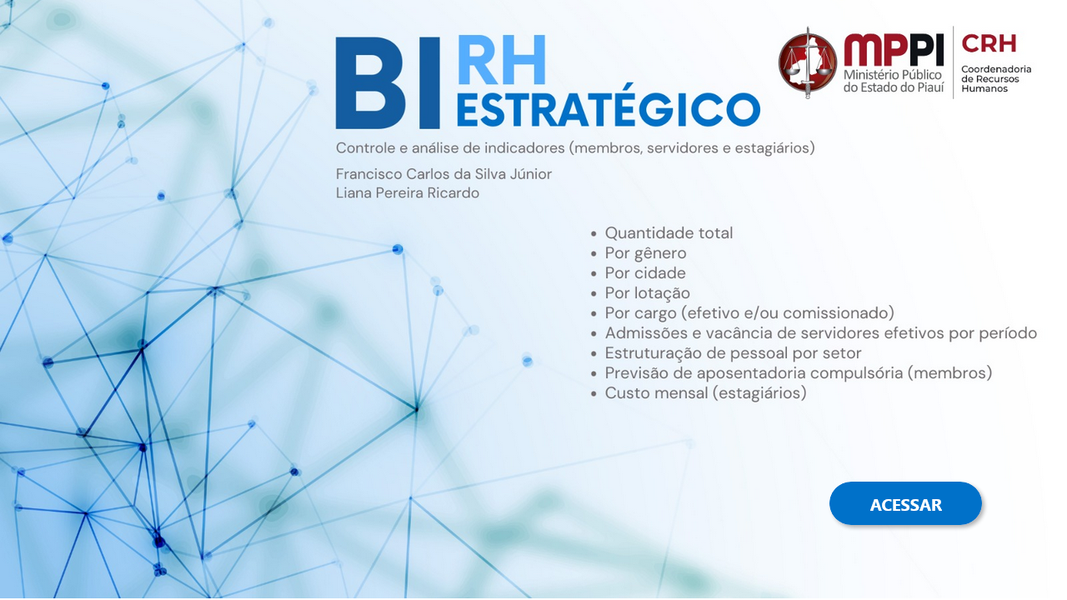 BI RH
ESTRATÉGICO
MPPI
Ministério Público
do Estado do Piauí
CRH
Coordenadoria
de Recursos
Humanos
Controle e análise de indicadores (membros, servidores e estagiários)
Francisco Carlos da Silva Júnior
Liana Pereira Ricardo
• Quantidade total
• Por gênero
• Por cidade
• Por lotação
• Por cargo (efetivo e/ou comissionado)
• Admissões e vacância de servidores efetivos por período
• Estruturação de pessoal por setor
• Previsão de aposentadoria compulsória (membros)
• Custo mensal (estagiários)
ACESSAR